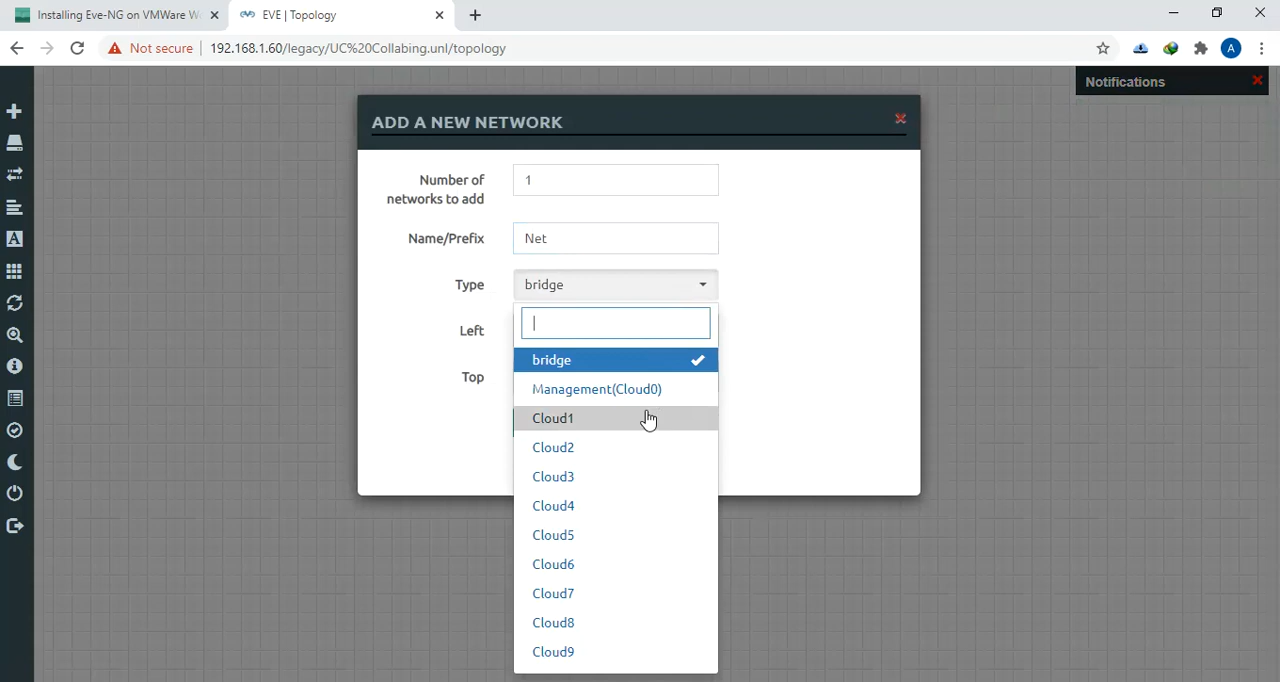 Installing Eve-NG on VMWare W
EVE | Topology
Not secure
192.168.1.60/legacy/UC%20Collabing.unl/topology
A
Notifications
ADD A NEW NETWORK
Number of
networks to add
1
Name/Prefix
Net
Type
bridge
Left
Top
bridge
Management(Cloud0)
Cloud1
Cloud2
Cloud3
Cloud4
Cloud5
Cloud6
Cloud7
Cloud8
Cloud9
A